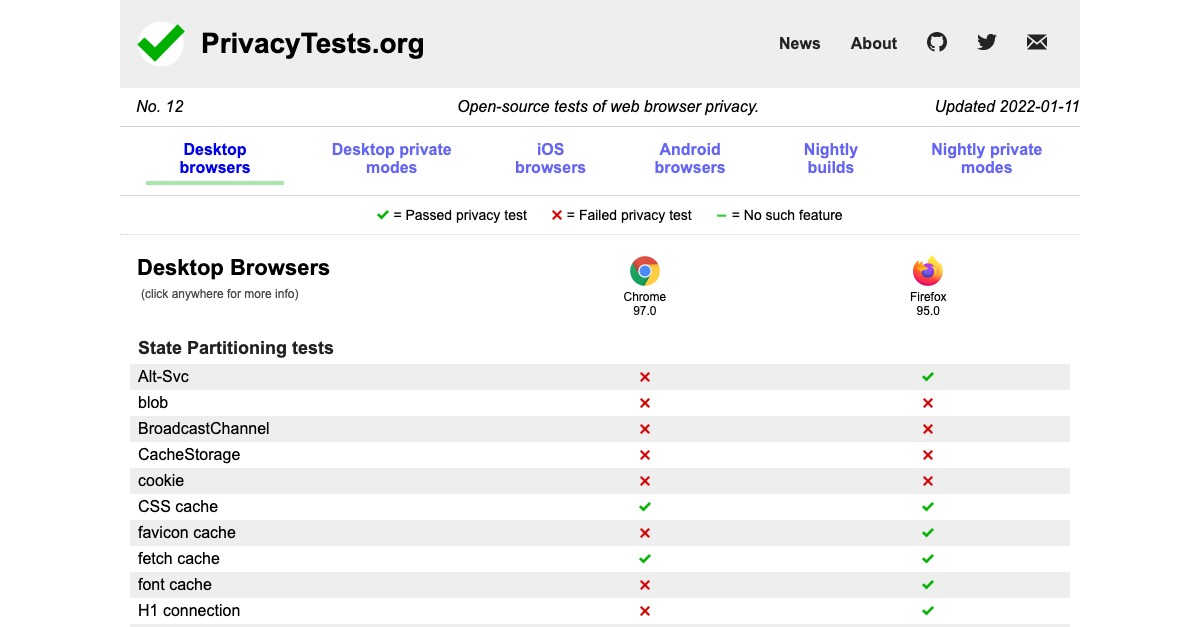 PrivacyTests.org
News About
No. 12 Open-source tests of web browser privacy. Updated 2022-01-11
Desktop browsers Desktop private modes iOS browsers Android browsers Nightly builds Nightly private modes
= Passed privacy test = Failed privacy test = No such feature
Desktop Browsers
(click anywhere for more info)
Chrome
97.0
Firefox
95.0
State Partitioning tests
Alt-Svc
blob
BroadcastChannel
CacheStorage
cookie
CSS cache
favicon cache
fetch cache
font cache
H1 connection